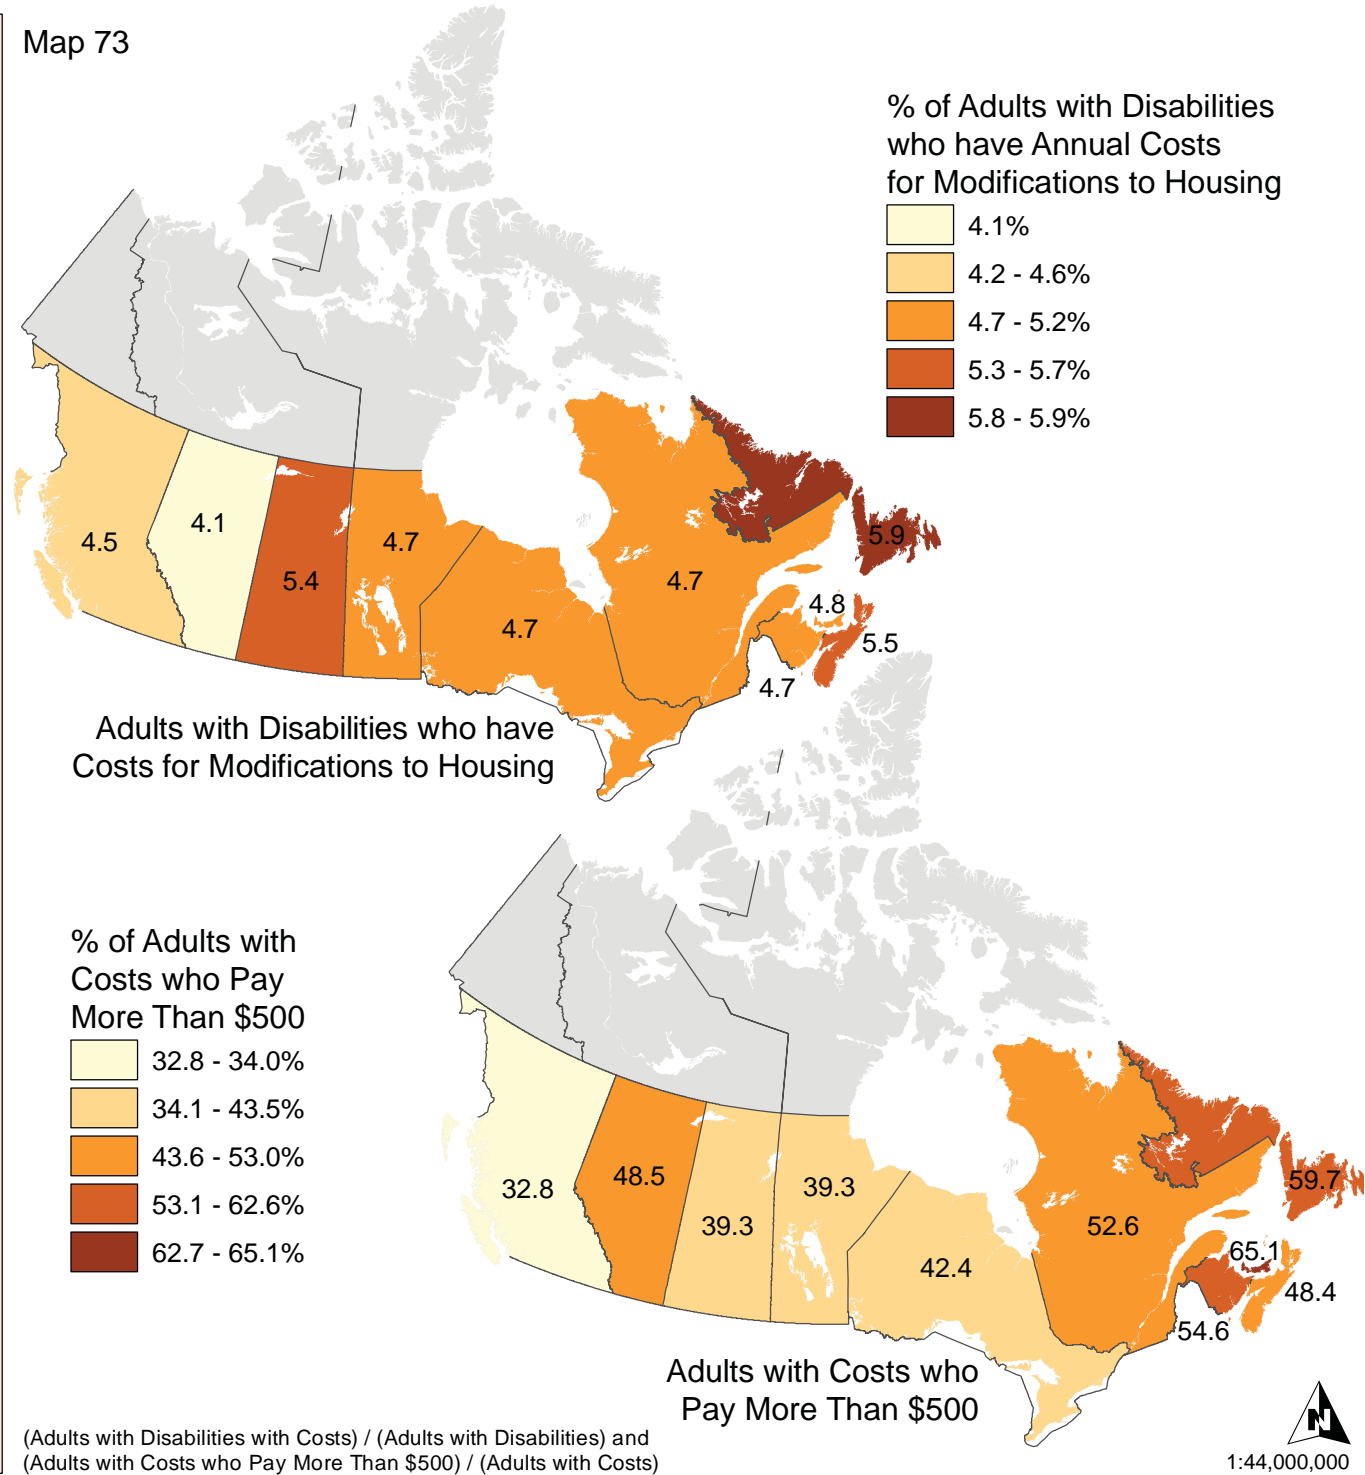 Map 73
% of Adults with Disabilities
who have Annual Costs
for Modifications to Housing
4.1%
4.2 - 4.6%
4.7 - 5.2%
5.3 - 5.7%
5.8 - 5.9%
4.5
4.1
5.4
4.7
4.7
4.7
5.9
4.8
5.5
4.7
Adults with Disabilities who have
Costs for Modifications to Housing
% of Adults with
Costs who Pay
More Than $500
32.8 - 34.0%
34.1 - 43.5%
43.6 - 53.0%
53.1 - 62.6%
62.7 - 65.1%
32.8
48.5
39.3
39.3
42.4
52.6
59.7
65.1
48.4
54.6
Adults with Costs who
Pay More Than $500
(Adults with Disabilities with Costs) / (Adults with Disabilities) and
(Adults with Costs who Pay More Than $500) / (Adults with Costs)
N
1:44,000,000